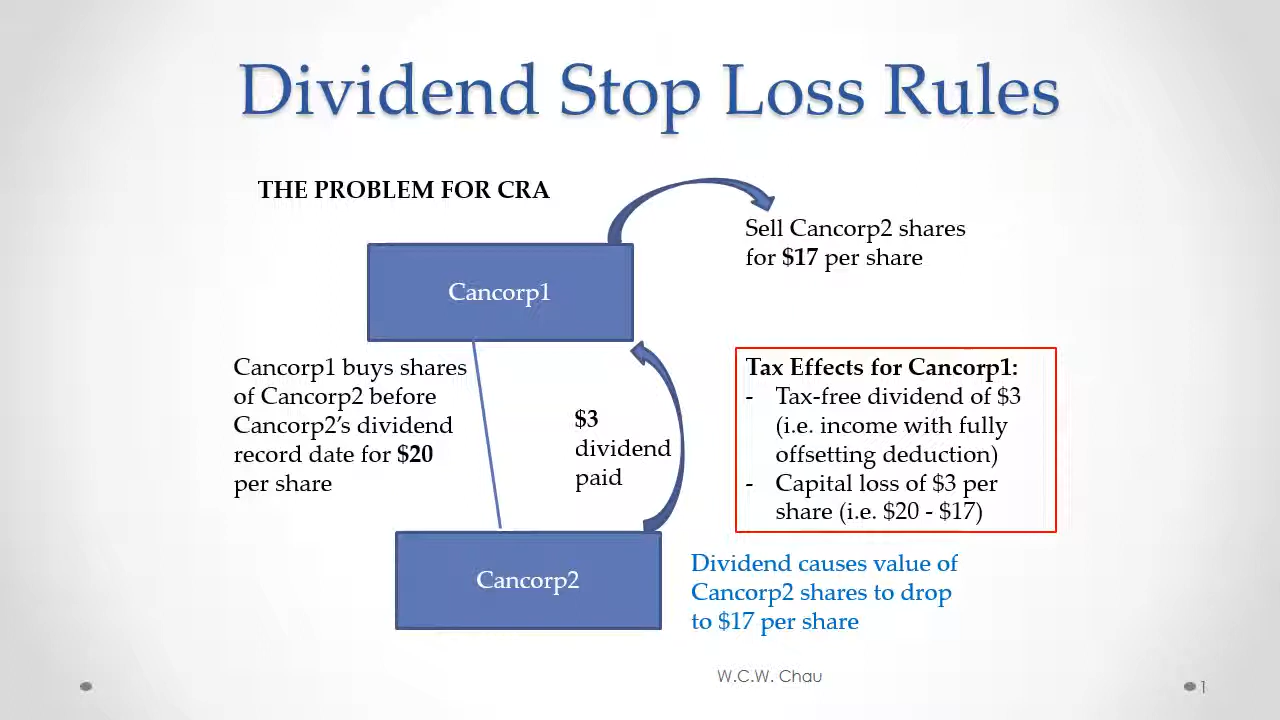 Dividend Stop Loss Rules
THE PROBLEM FOR CRA
Sell Cancorp2 shares
for $17 per share
Cancorp1
Cancorp1 buys shares
of Cancorp2 before
Cancorp2’s dividend
record date for $20
per share
$3
dividend
paid
Tax Effects for Cancorp1:
- Tax-free dividend of $3
(i.e. income with fully
offsetting deduction)
- Capital loss of $3 per
share (i.e. $20 - $17)
Cancorp2
Dividend causes value of
Cancorp2 shares to drop
to $17 per share
W.C.W. Chau
1